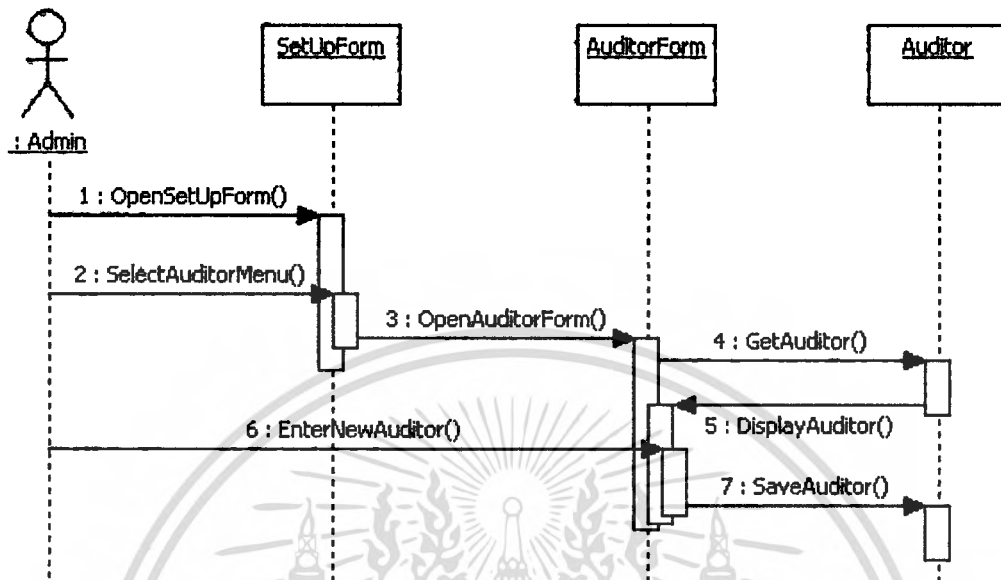 SetUpForm
AuditorForm
Auditor
: Admin
1 : OpenSetUpForm()
2 : SelectAuditorMenu()
3 : OpenAuditorForm()
4 : GetAuditor()
5 : DisplayAuditor()
6 : EnterNewAuditor()
7 : SaveAuditor()